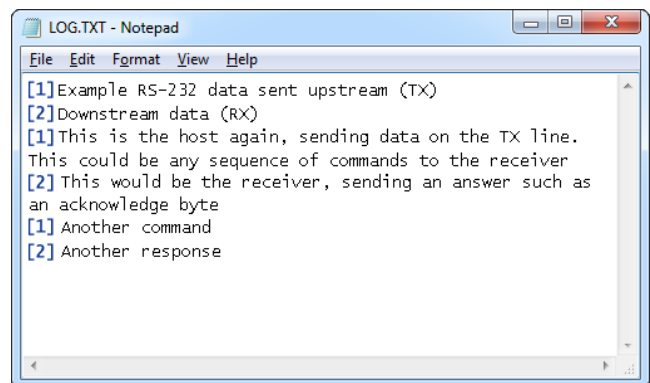 LOG.TXT - Notepad
File Edit Format View Help
[1]Example RS-232 data sent upstream (TX)
[2]Downstream data (RX)
[1]This is the host again, sending data on the TX line.
This could be any sequence of commands to the receiver
[2] This would be the receiver, sending an answer such as
an acknowledge byte
[1] Another command
[2] Another response